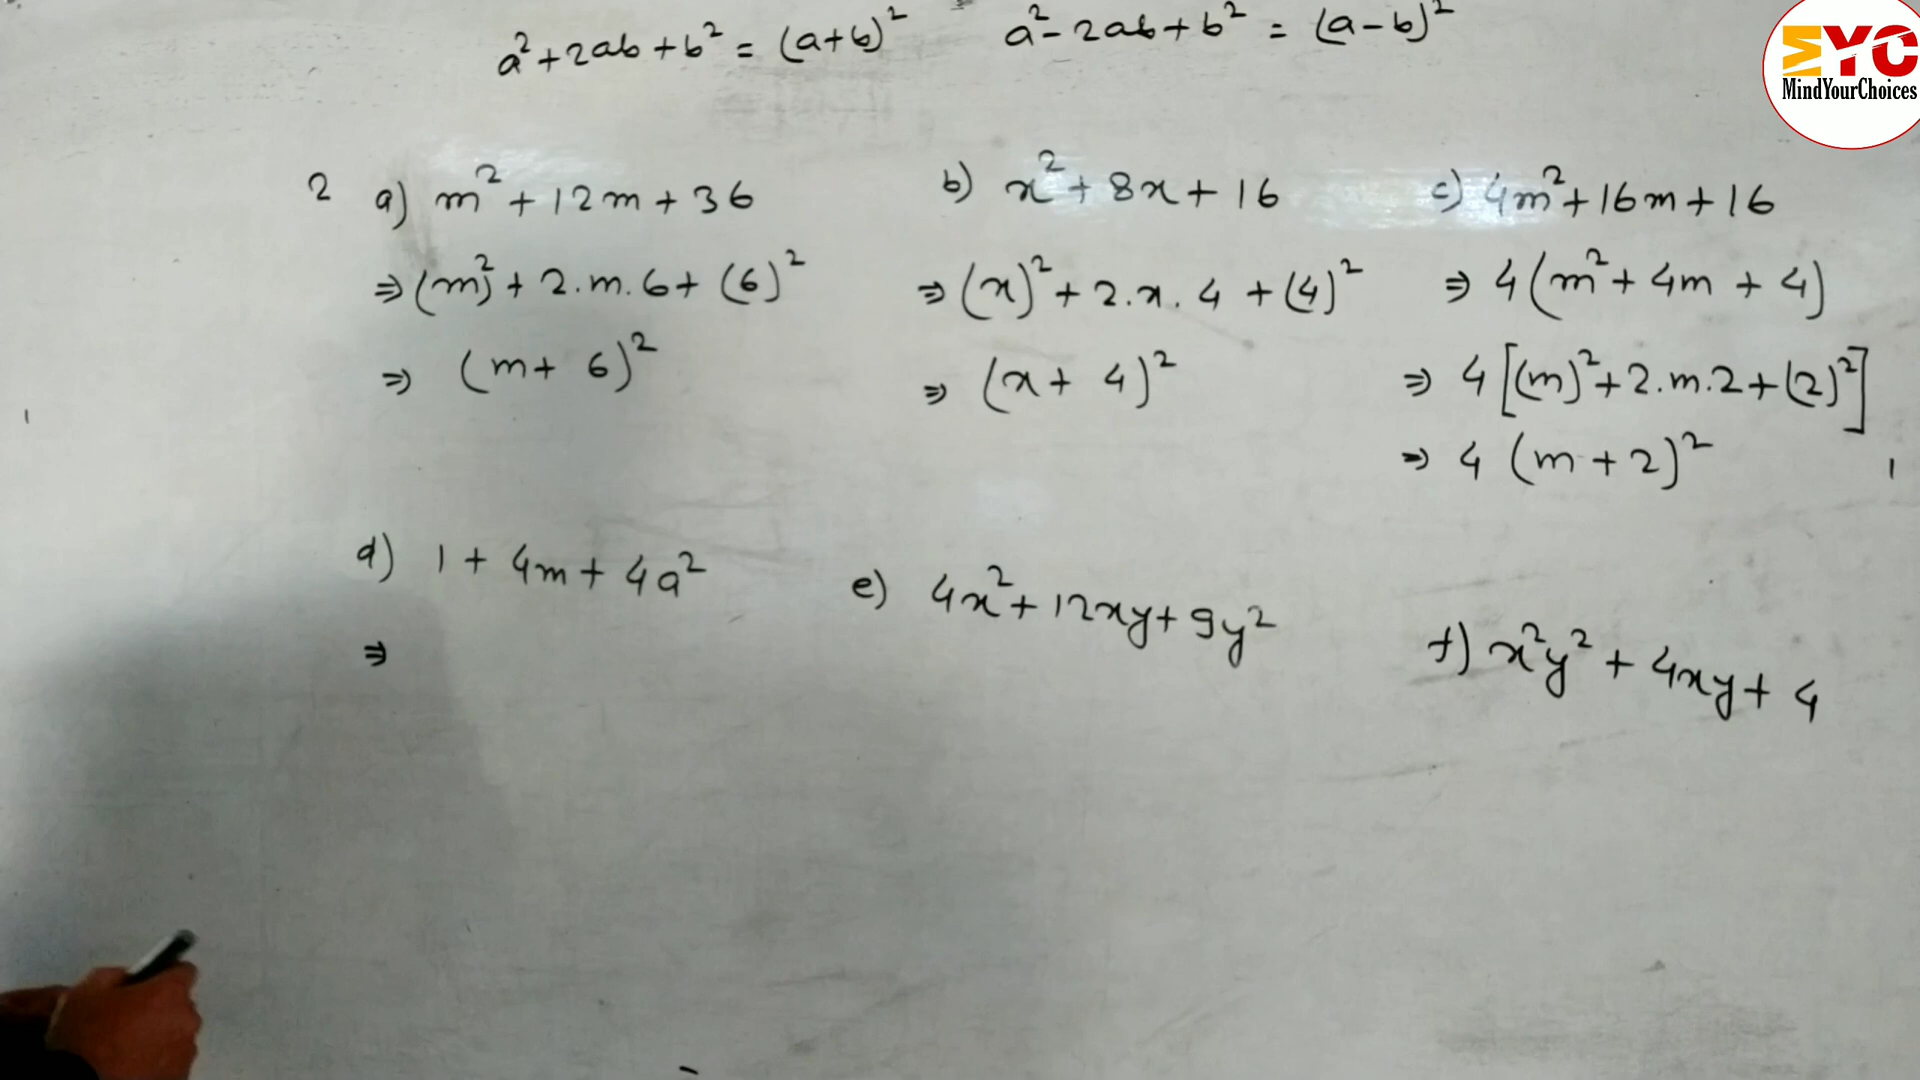 a² + 2ab + b² = (a+b)²   a² - 2ab + b² = (a-b)²
MYC
MindYourChoices
2 a) m² + 12m + 36   b) x² + 8x + 16   c) 4m² + 16m + 16
⇒ (m)² + 2.m.6 + (6)²   ⇒ (x)² + 2.x.4 + (4)²   ⇒ 4(m² + 4m + 4)
⇒ (m + 6)²   ⇒ (x + 4)²   ⇒ 4[(m)² + 2.m.2 + (2)²]
⇒ 4 (m + 2)²
d) 1 + 4m + 4a²   e) 4x² + 12xy + 9y²   f) x²y² + 4xy + 4
⇒